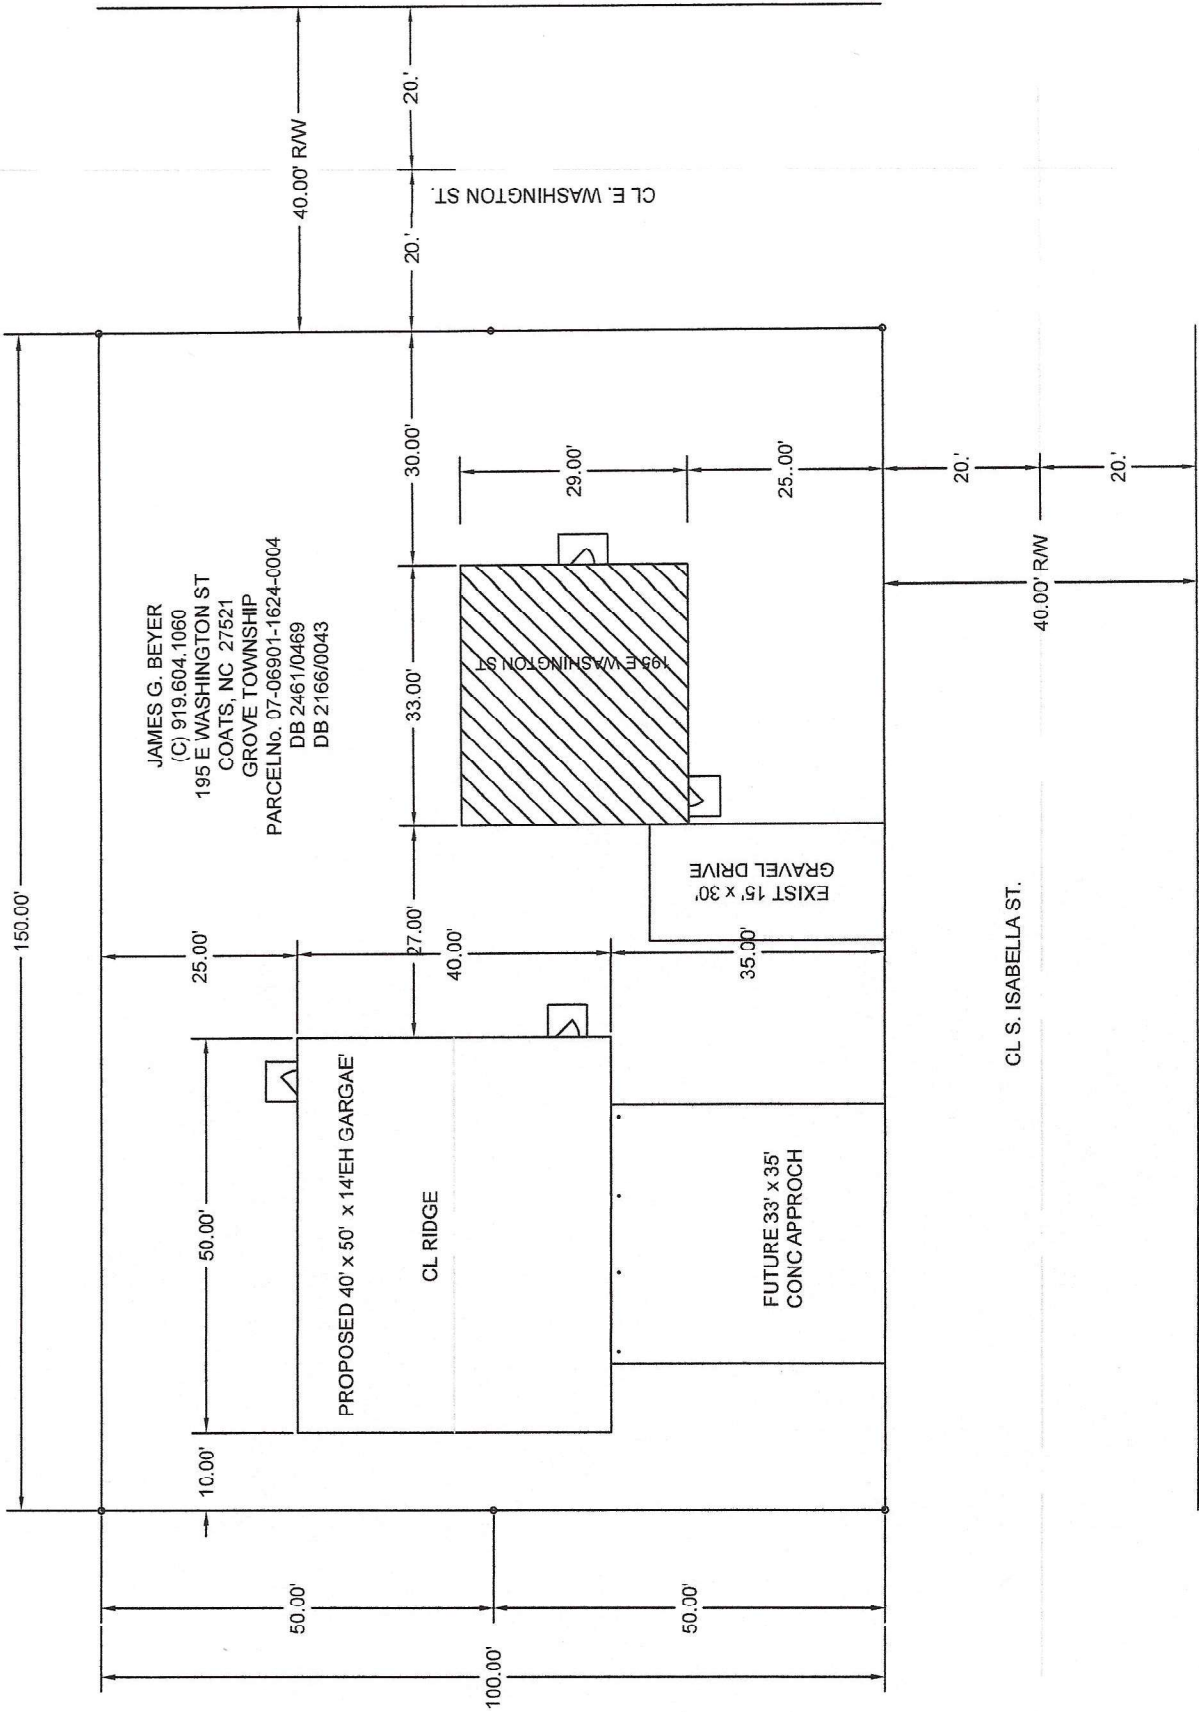 150.00'
40.00' R/W
20.'
20.'
CL E. WASHINGTON ST.
JAMES G. BEYER
(C) 919.604.1060
195 E WASHINGTON ST
COATS, NC 27521
GROVE TOWNSHIP
PARCELNo. 07-06901-1624-0004
DB 2461/0469
DB 2166/0043
30.00'
33.00'
27.00'
29.00'
25.00'
20.'
20.'
40.00' R/W
195 E WASHINGTON ST
EXIST 15' x 30'
GRAVEL DRIVE
25.00'
40.00'
35.00'
50.00'
10.00'
PROPOSED 40' x 50' x 14'EH GARGAE'
CL RIDGE
FUTURE 33' x 35'
CONC APPROCH
CL S. ISABELLA ST.
50.00'
50.00'
100.00'